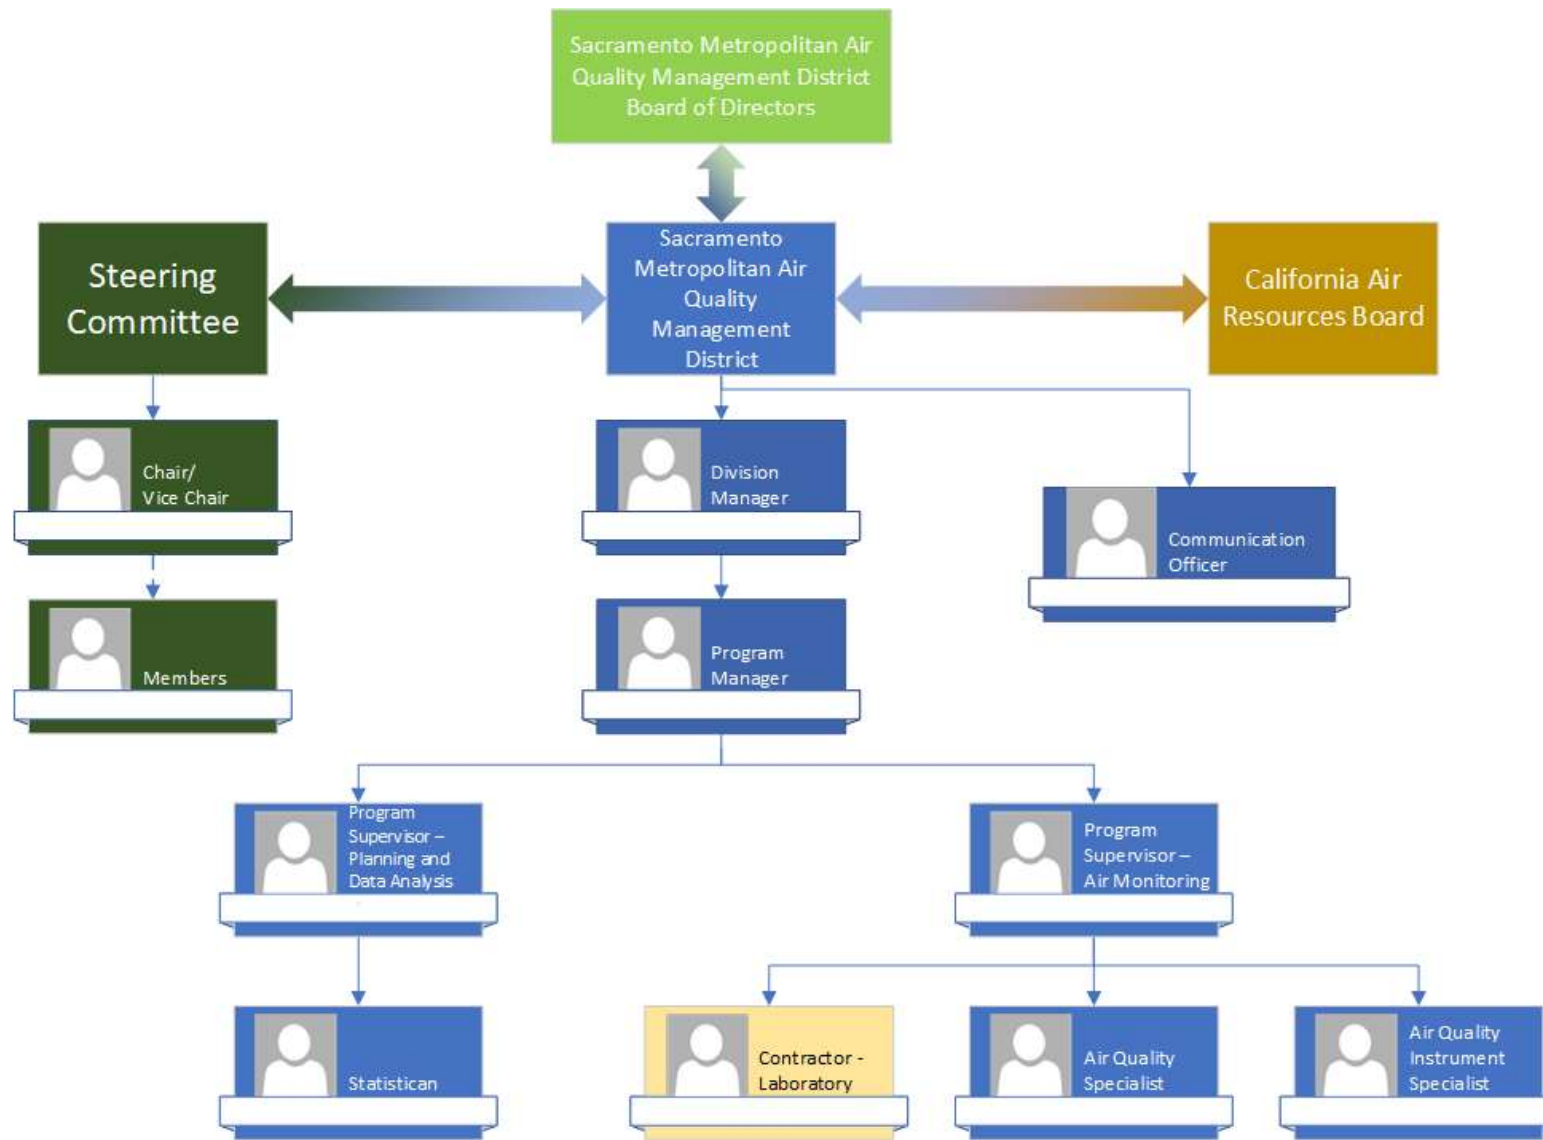 Sacramento Metropolitan Air
Quality Management District
Board of Directors
Steering
Committee
Sacramento
Metropolitan Air
Quality
Management
District
California Air
Resources Board
Chair/
Vice Chair
Division
Manager
Communication
Officer
Members
Program
Manager
Program
Supervisor –
Planning and
Data Analysis
Program
Supervisor –
Air Monitoring
Statistican
Contractor -
Laboratory
Air Quality
Specialist
Air Quality
Instrument
Specialist